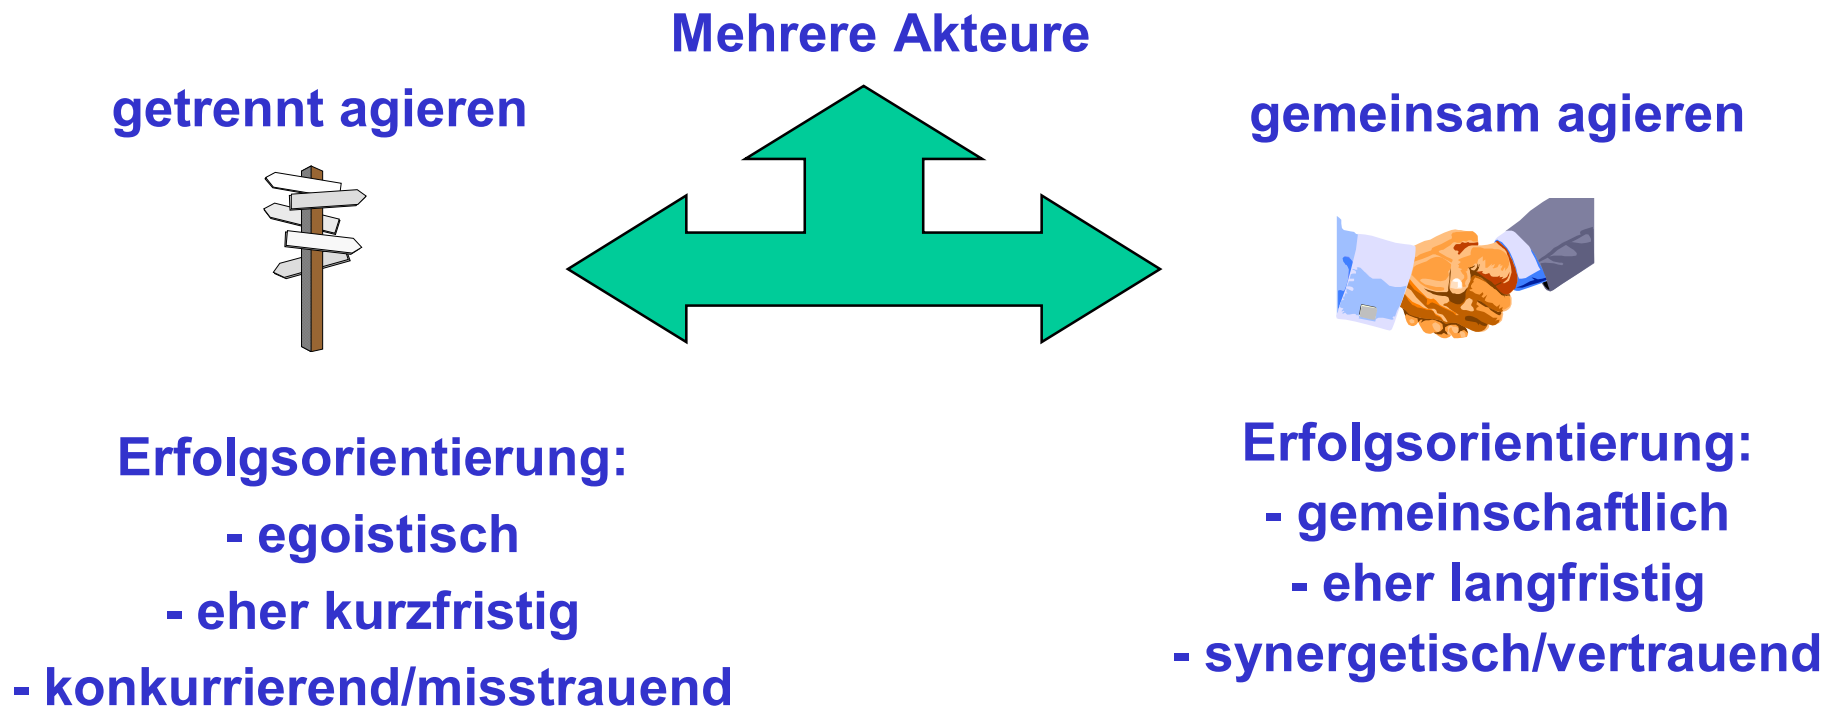 Mehrere Akteure
getrennt agieren
gemeinsam agieren
Erfolgsorientierung:
- egoistisch
- eher kurzfristig
- konkurrierend/misstrauend
Erfolgsorientierung:
- gemeinschaftlich
- eher langfristig
- synergetisch/vertrauend